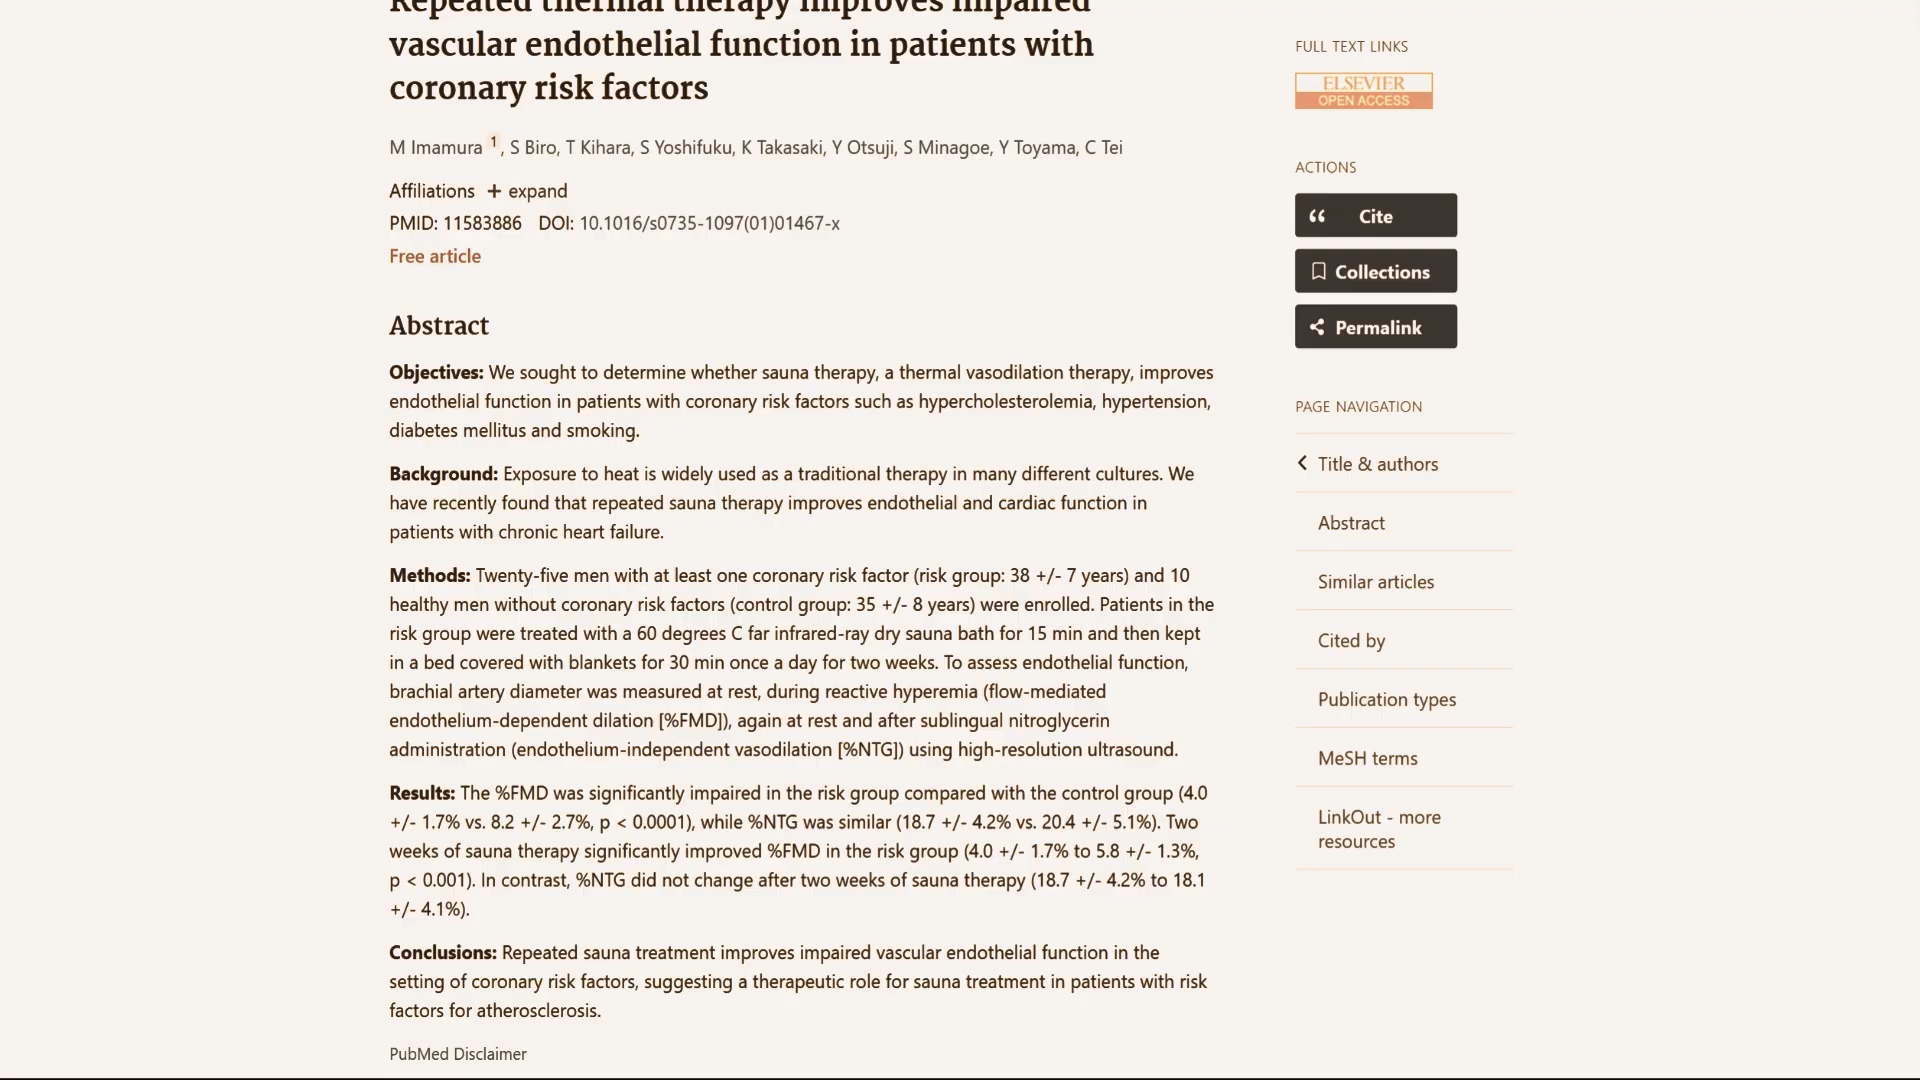 Repeated thermal therapy improves impaired
vascular endothelial function in patients with
coronary risk factors
M Imamura 1, S Biro, T Kihara, S Yoshifuku, K Takasaki, Y Otsuji, S Minagoe, Y Toyama, C Tei
Affiliations + expand
PMID: 11583886 DOI: 10.1016/s0735-1097(01)01467-x
Free article
Abstract
Objectives: We sought to determine whether sauna therapy, a thermal vasodilation therapy, improves
endothelial function in patients with coronary risk factors such as hypercholesterolemia, hypertension,
diabetes mellitus and smoking.
Background: Exposure to heat is widely used as a traditional therapy in many different cultures. We
have recently found that repeated sauna therapy improves endothelial and cardiac function in
patients with chronic heart failure.
Methods: Twenty-five men with at least one coronary risk factor (risk group: 38 +/- 7 years) and 10
healthy men without coronary risk factors (control group: 35 +/- 8 years) were enrolled. Patients in the
risk group were treated with a 60 degrees C far infrared-ray dry sauna bath for 15 min and then kept
in a bed covered with blankets for 30 min once a day for two weeks. To assess endothelial function,
brachial artery diameter was measured at rest, during reactive hyperemia (flow-mediated
endothelium-dependent dilation [%FMD]), again at rest and after sublingual nitroglycerin
administration (endothelium-independent vasodilation [%NTG]) using high-resolution ultrasound.
Results: The %FMD was significantly impaired in the risk group compared with the control group (4.0
+/- 1.7% vs. 8.2 +/- 2.7%, p < 0.0001), while %NTG was similar (18.7 +/- 4.2% vs. 20.4 +/- 5.1%). Two
weeks of sauna therapy significantly improved %FMD in the risk group (4.0 +/- 1.7% to 5.8 +/- 1.3%,
p < 0.001). In contrast, %NTG did not change after two weeks of sauna therapy (18.7 +/- 4.2% to 18.1
+/- 4.1%).
Conclusions: Repeated sauna treatment improves impaired vascular endothelial function in the
setting of coronary risk factors, suggesting a therapeutic role for sauna treatment in patients with risk
factors for atherosclerosis.
PubMed Disclaimer
FULL TEXT LINKS
ELSEVIER
OPEN ACCESS
ACTIONS
Cite
Collections
Permalink
PAGE NAVIGATION
Title & authors
Abstract
Similar articles
Cited by
Publication types
MeSH terms
LinkOut - more
resources